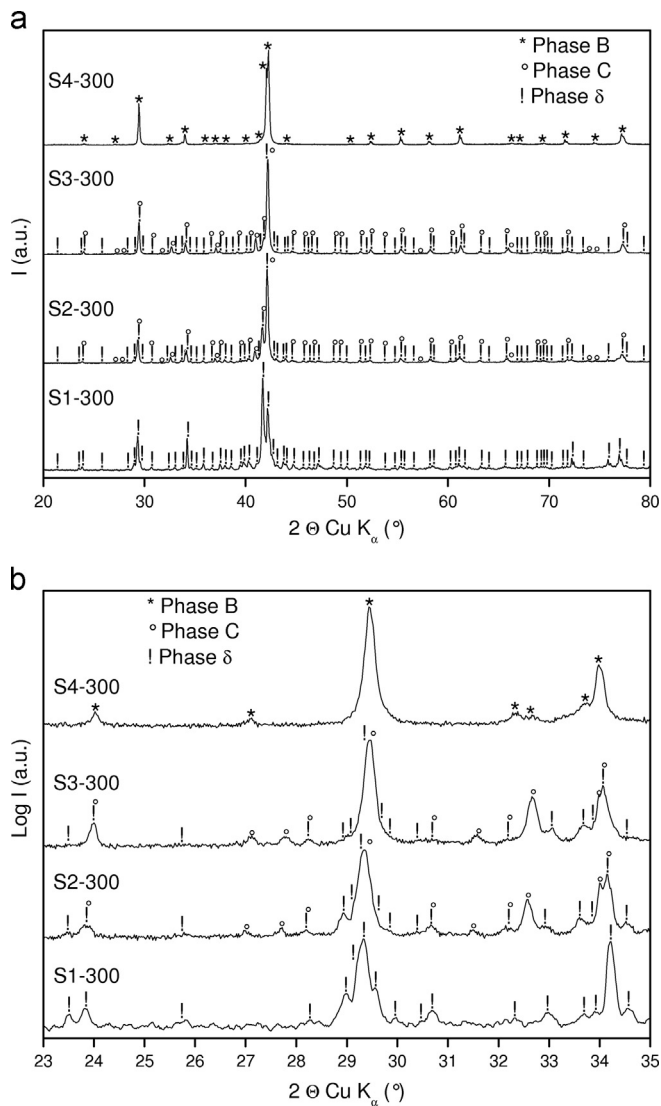 a
* Phase B
° Phase C
! Phase δ
S4-300
S3-300
S2-300
S1-300
I (a.u.)
20 30 40 50 60 70 80
2 Θ Cu Kα (°)
b
* Phase B
° Phase C
! Phase δ
S4-300
S3-300
S2-300
S1-300
Log I (a.u.)
23 24 25 26 27 28 29 30 31 32 33 34 35
2 Θ Cu Kα (°)